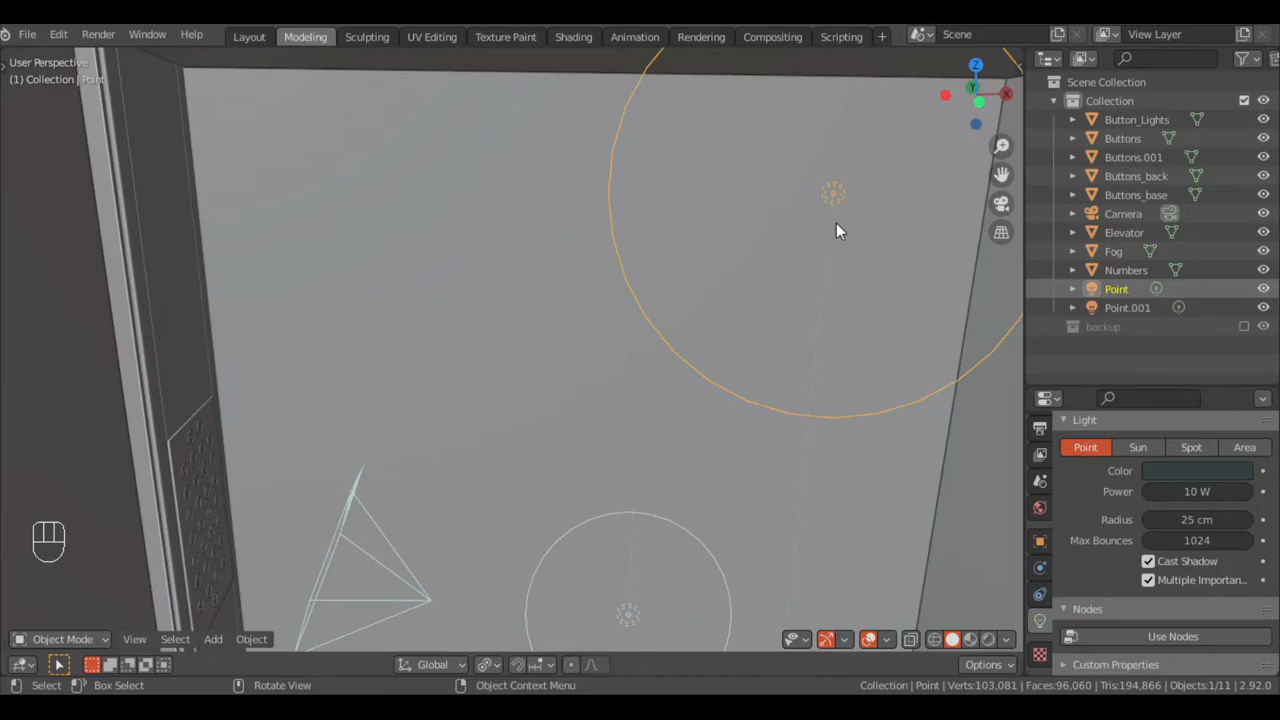 File Edit Render Window Help
Layout Modeling Sculpting UV Editing Texture Paint Shading Animation Rendering Compositing Scripting +
Scene
View Layer
User Perspective
(1) Collection | Point
Z
Y
X
Scene Collection
Collection
Button_Lights
Buttons
Buttons.001
Buttons_back
Buttons_base
Camera
Elevator
Fog
Numbers
Point
Point.001
backup
Light
Point Sun Spot Area
Color
Power 10 W
Radius 25 cm
Max Bounces 1024
Cast Shadow
Multiple Importan...
Nodes
Use Nodes
Custom Properties
Object Mode View Select Add Object
Global
Options
Select Box Select Rotate View Object Context Menu
Collection | Point | Verts:103,081 | Faces:96,060 | Tris:194,866 | Objects:1/11 | 2.92.0